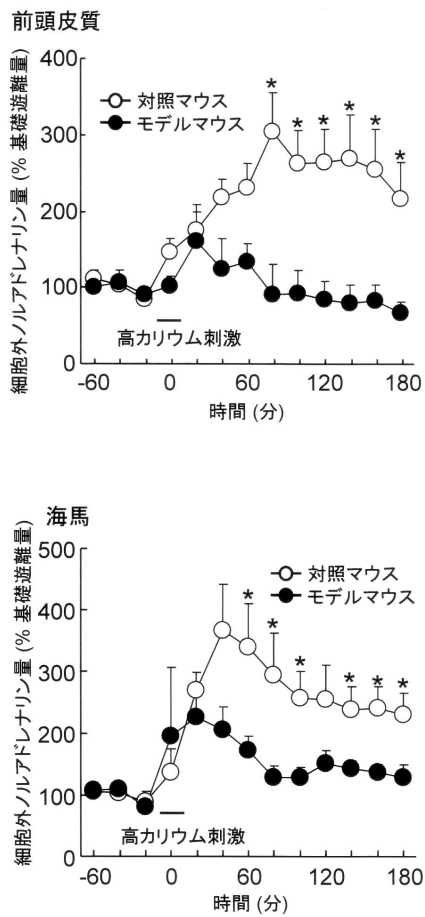 前頭皮質
400
300
200
100
0
細胞外ノルアドレナリン量 (% 基礎遊離量)
対照マウス
モデルマウス
* * * * * *
高カリウム刺激
-60 0 60 120 180
時間 (分)
海馬
500
400
300
200
100
0
細胞外ノルアドレナリン量 (% 基礎遊離量)
対照マウス
モデルマウス
* * * * * *
高カリウム刺激
-60 0 60 120 180
時間 (分)